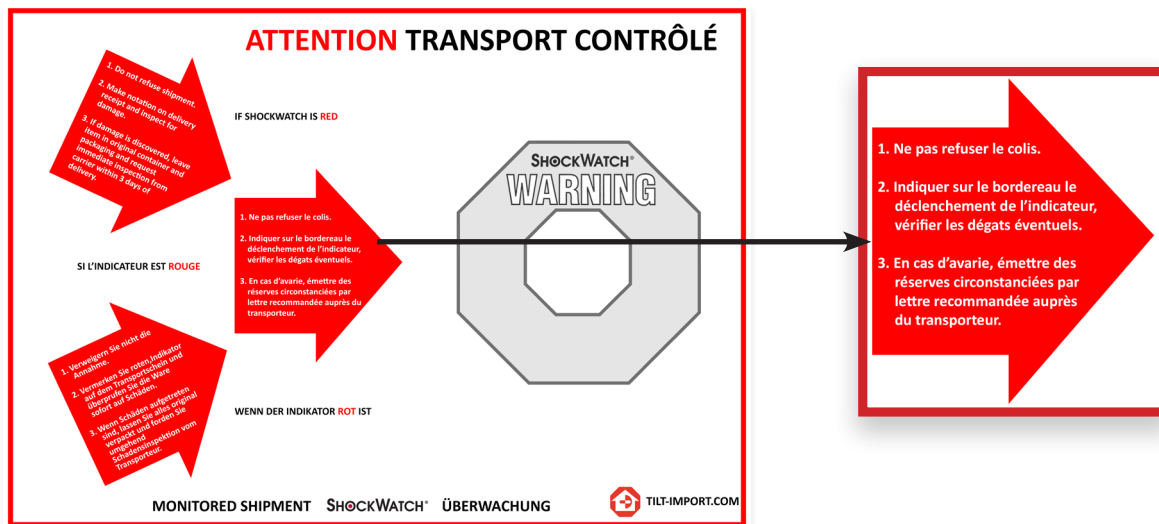 ATTENTION TRANSPORT CONTRÔLÉ
1. Do not refuse shipment.
2. Make notation on delivery
receipt and inspect for
damage.
3. If damage is discovered, leave
item in original container and
packaging and request
immediate inspection from
carrier within 3 days of
delivery.
IF SHOCKWATCH IS RED
SHOCKWATCH®
WARNING
1. Ne pas refuser le colis.
2. Indiquer sur le bordereau le
déclenchement de l'indicateur,
vérifier les dégats éventuels.
3. En cas d'avarie, émettre des
réserves circonstanciées par
lettre recommandée auprès du
transporteur.
SI L'INDICATEUR EST ROUGE
1. Verweigern Sie nicht die
Annahme.
2. Vermerken Sie roten,Indikator
auf dem Transportschein und
überprufen Sie die Ware
sofort auf Schäden.
3. Wenn Schäden aufgetreten
sind, lassen Sie alles original
verpackt und forden Sie
umgehend
Schadensinspektion vom
Transporteur.
WENN DER INDIKATOR ROT IST
MONITORED SHIPMENT SHOCKWATCH® ÜBERWACHUNG
TILT-IMPORT.COM
1. Ne pas refuser le colis.
2. Indiquer sur le bordereau le
déclenchement de l'indicateur,
vérifier les dégats éventuels.
3. En cas d'avarie, émettre des
réserves circonstanciées par
lettre recommandée auprès
du transporteur.